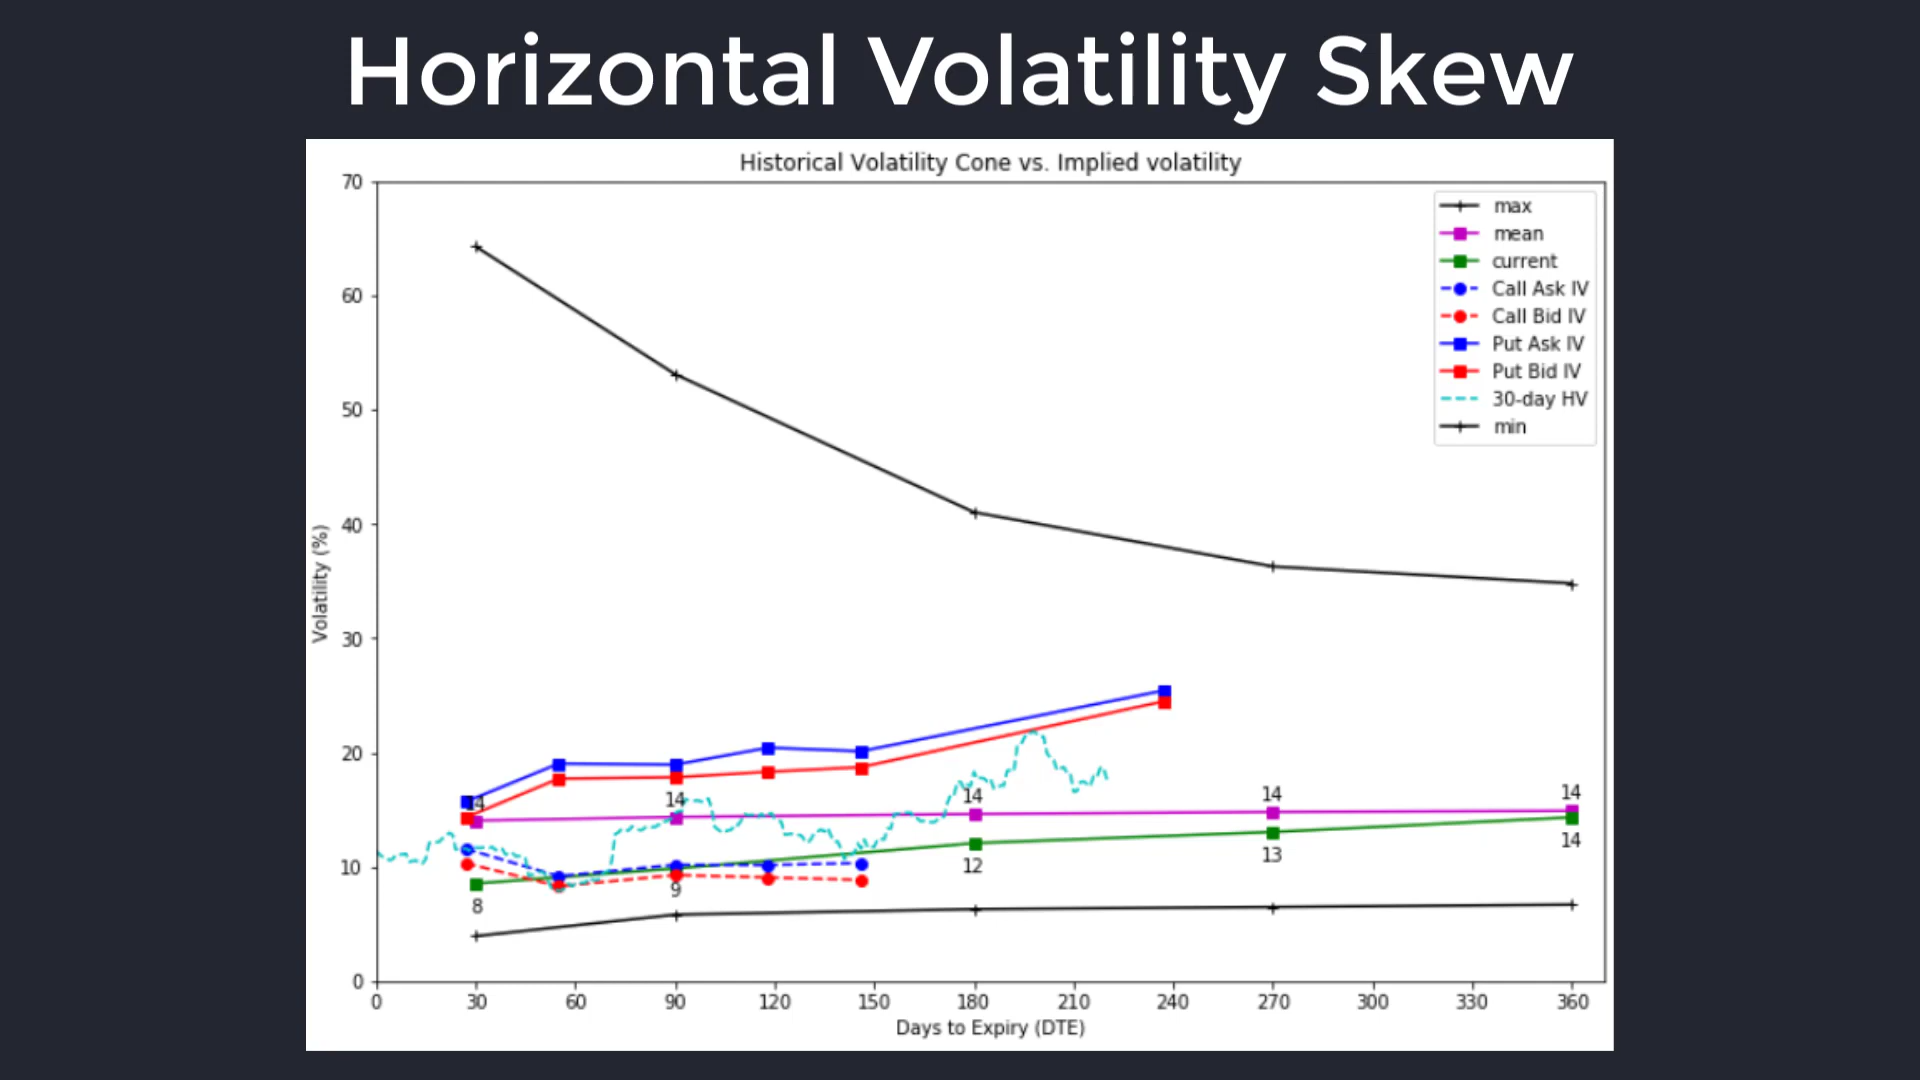 Horizontal Volatility Skew
Historical Volatility Cone vs. Implied volatility
70
60
50
40
30
20
10
0
Volatility (%)
max
mean
current
Call Ask IV
Call Bid IV
Put Ask IV
Put Bid IV
30-day HV
min
14
14
14
14
14
8
9
12
13
14
0 30 60 90 120 150 180 210 240 270 300 330 360
Days to Expiry (DTE)